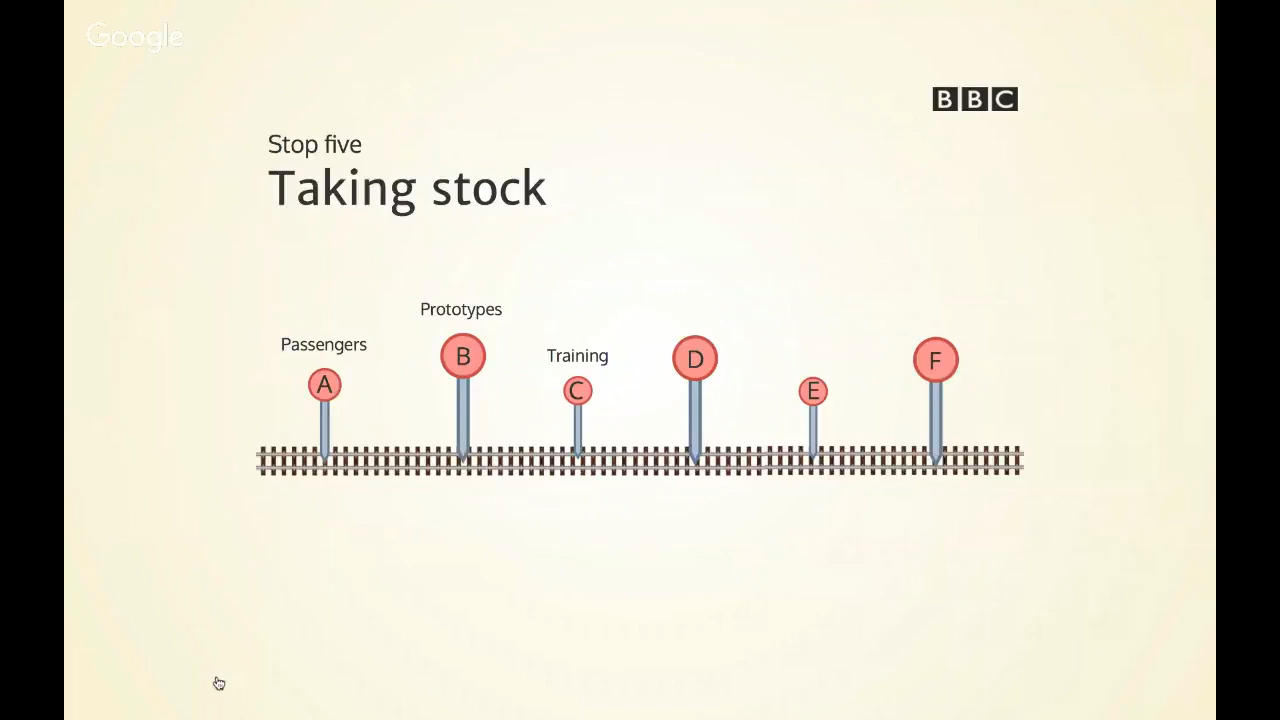 Google
BBC
Stop five
Taking stock
Prototypes
Passengers
Training
A
B
C
D
E
F